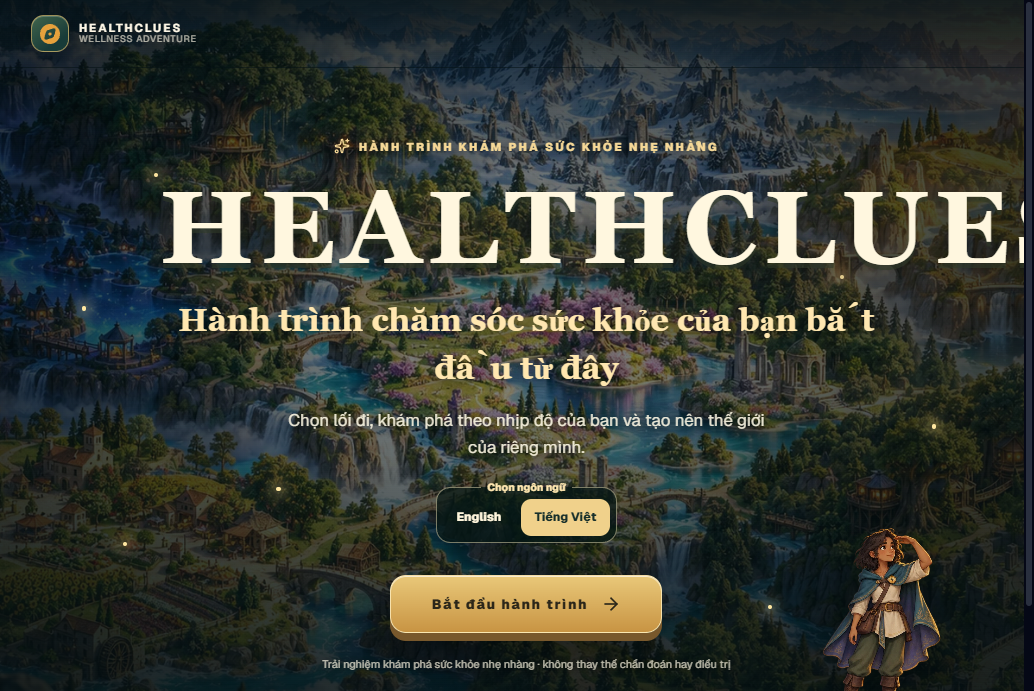 HEALTHCLUES
WELLNESS ADVENTURE
HÀNH TRÌNH KHÁM PHÁ SỨC KHỎE NHẸ NHÀNG
HEALTHCLUES
Hành trình chăm sóc sức khỏe của bạn bắt
đầu từ đây
Chọn lối đi, khám phá theo nhịp độ của bạn và tạo nên thế giới
của riêng mình.
Chọn ngôn ngữ
English
Tiếng Việt
Bắt đầu hành trình →
Trải nghiệm khám phá sức khỏe nhẹ nhàng · không thay thế chẩn đoán hay điều trị